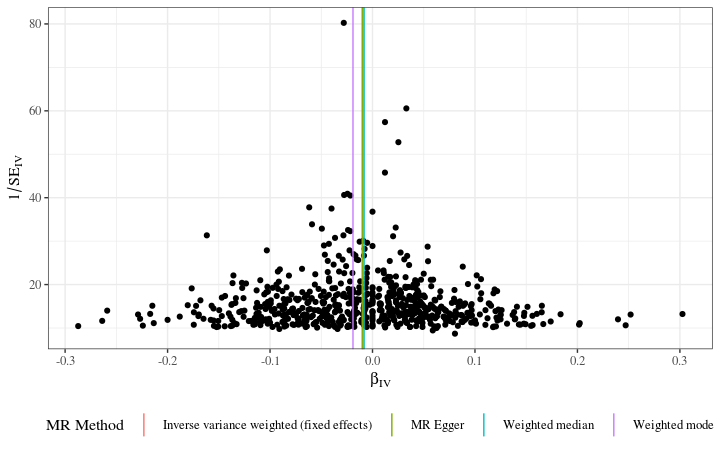 80
60
40
20
1/SE_IV
-0.3 -0.2 -0.1 0.0 0.1 0.2 0.3
β_IV
MR Method Inverse variance weighted (fixed effects) MR Egger Weighted median Weighted mode